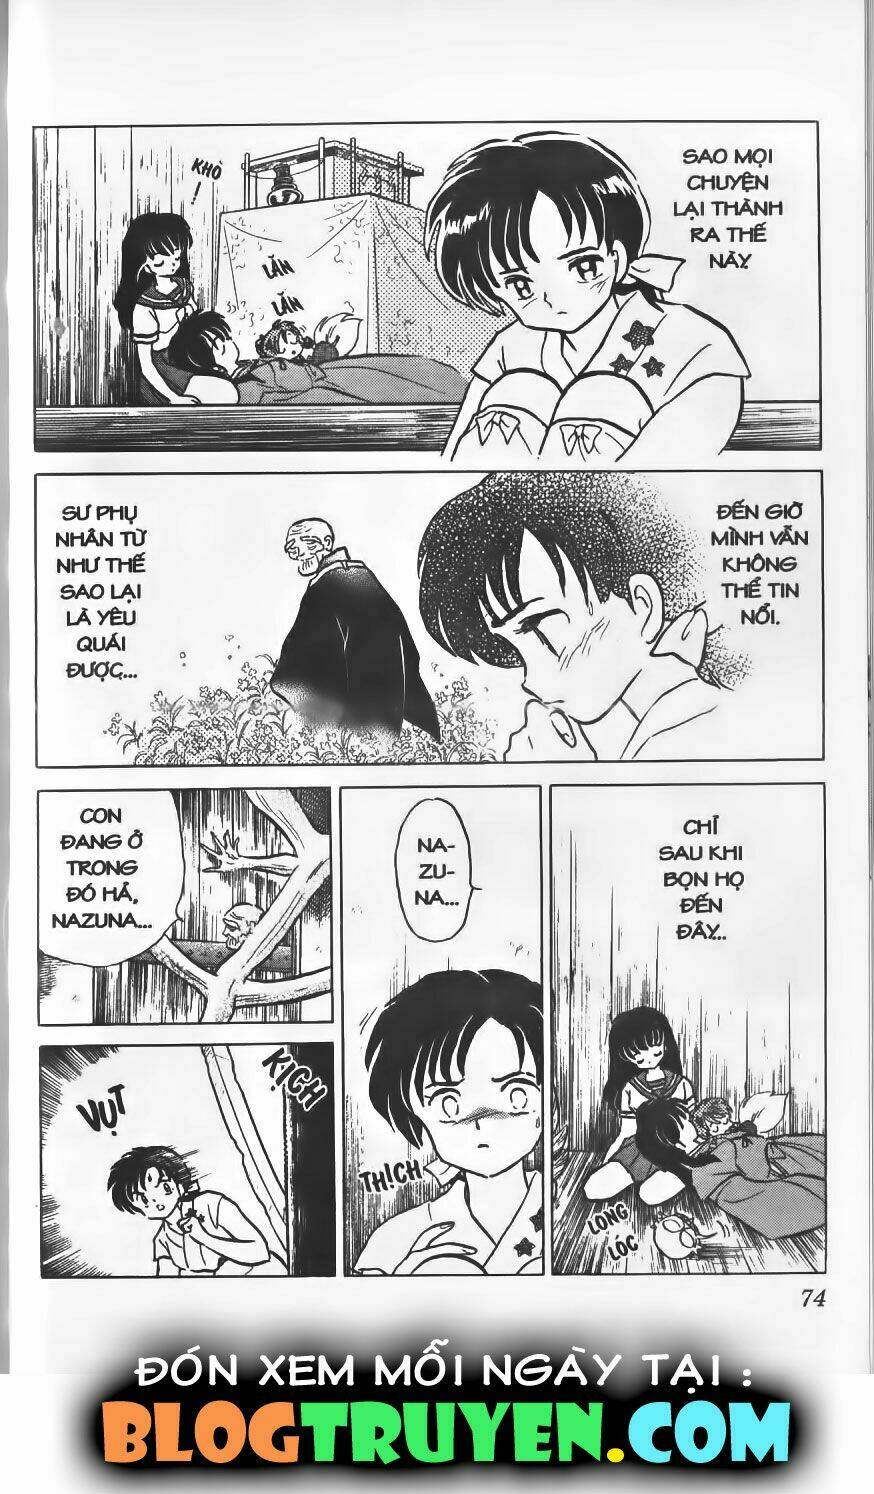 SAO MỌI
CHUYỆN
LẠI THÀNH
RA THẾ
NÀY.
KHÒ
LĂN
LĂN
ĐẾN GIỜ
MÌNH VẪN
KHÔNG
THỂ TIN
NỔI.
SƯ PHỤ
NHÂN TỪ
NHƯ THẾ
SAO LẠI
LÀ YÊU
QUÁI
ĐƯỢC...
CHỈ
SAU KHI
BỌN HỌ
ĐẾN
ĐÂY...
LÓNG
LÓC
NA-
ZU-
NA...
THỊCH
CON
ĐANG Ở
TRONG
ĐÓ HẢ,
NAZUNA...
KỊCH
VỤT
74
ĐÓN XEM MỖI NGÀY TẠI :
BLOGTRUYEN.COM